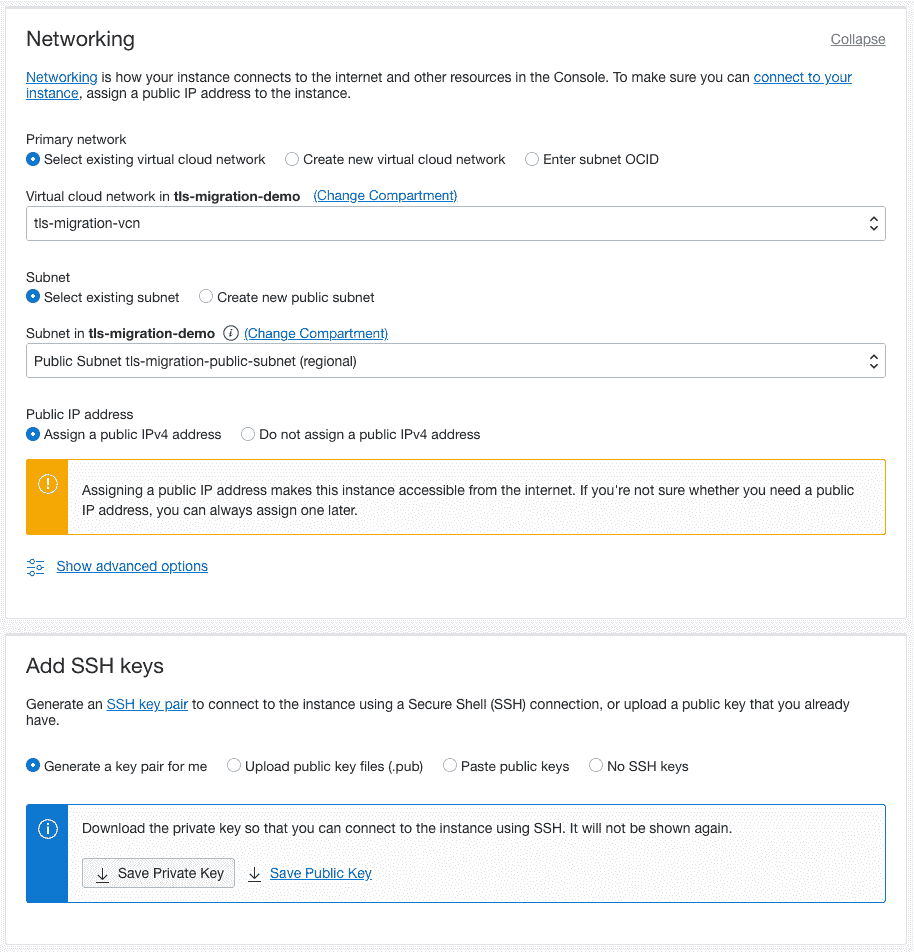 Networking
Collapse
Networking is how your instance connects to the internet and other resources in the Console. To make sure you can connect to your
instance, assign a public IP address to the instance.
Primary network
Select existing virtual cloud network Create new virtual cloud network Enter subnet OCID
Virtual cloud network in tls-migration-demo (Change Compartment)
tls-migration-vcn
Subnet
Select existing subnet Create new public subnet
Subnet in tls-migration-demo (Change Compartment)
Public Subnet tls-migration-public-subnet (regional)
Public IP address
Assign a public IPv4 address Do not assign a public IPv4 address
Assigning a public IP address makes this instance accessible from the internet. If you're not sure whether you need a public
IP address, you can always assign one later.
Show advanced options
Add SSH keys
Generate an SSH key pair to connect to the instance using a Secure Shell (SSH) connection, or upload a public key that you already
have.
Generate a key pair for me Upload public key files (.pub) Paste public keys No SSH keys
Download the private key so that you can connect to the instance using SSH. It will not be shown again.
Save Private Key Save Public Key